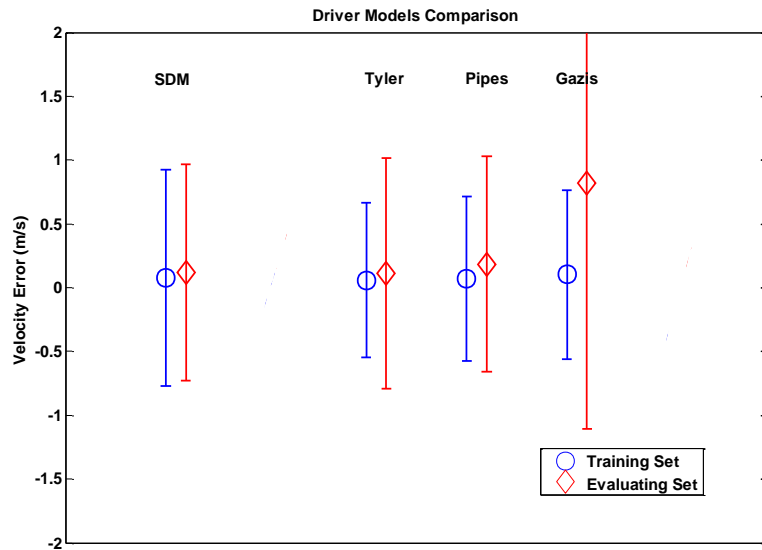 Driver Models Comparison
2
SDM
Tyler
Pipes
Gazis
1.5
1
0.5
0
-0.5
-1
-1.5
-2
Velocity Error (m/s)
Training Set
Evaluating Set